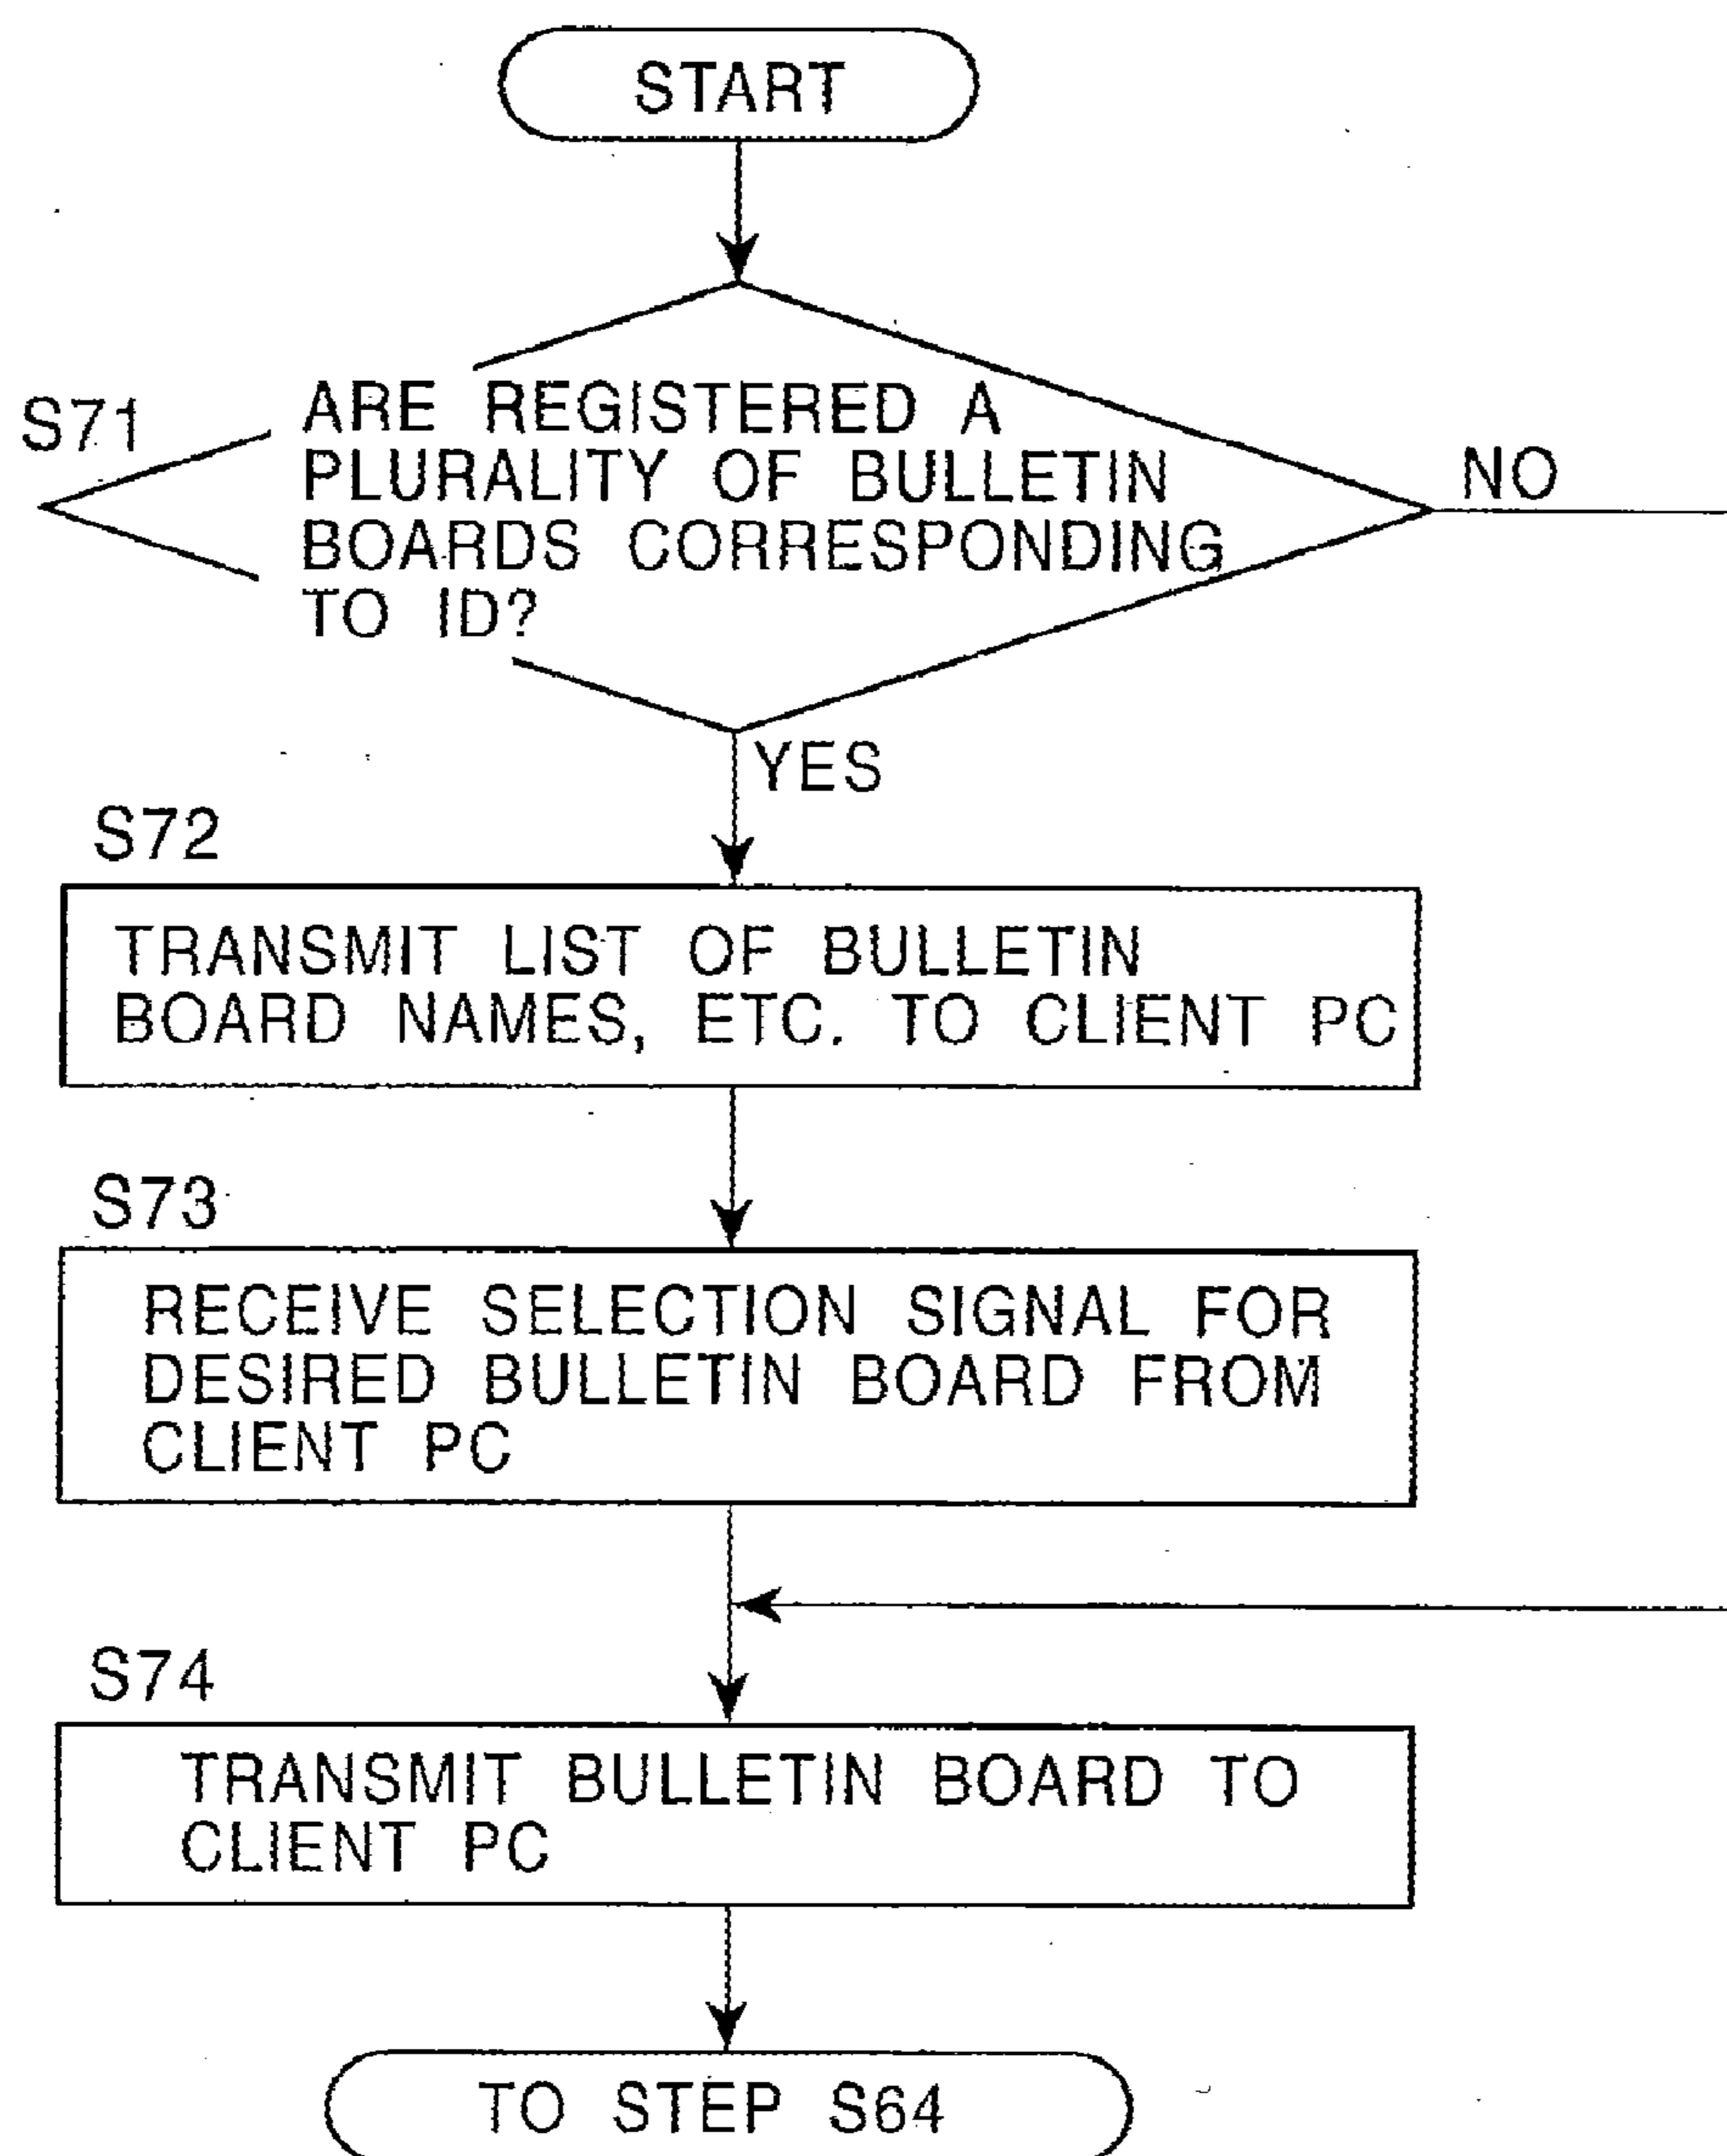 START
S71
ARE REGISTERED A
PLURALITY OF BULLETIN
BOARDS CORRESPONDING
TO ID?
NO
YES
S72
TRANSMIT LIST OF BULLETIN
BOARD NAMES, ETC. TO CLIENT PC
S73
RECEIVE SELECTION SIGNAL FOR
DESIRED BULLETIN BOARD FROM
CLIENT PC
S74
TRANSMIT BULLETIN BOARD TO
CLIENT PC
TO STEP S64